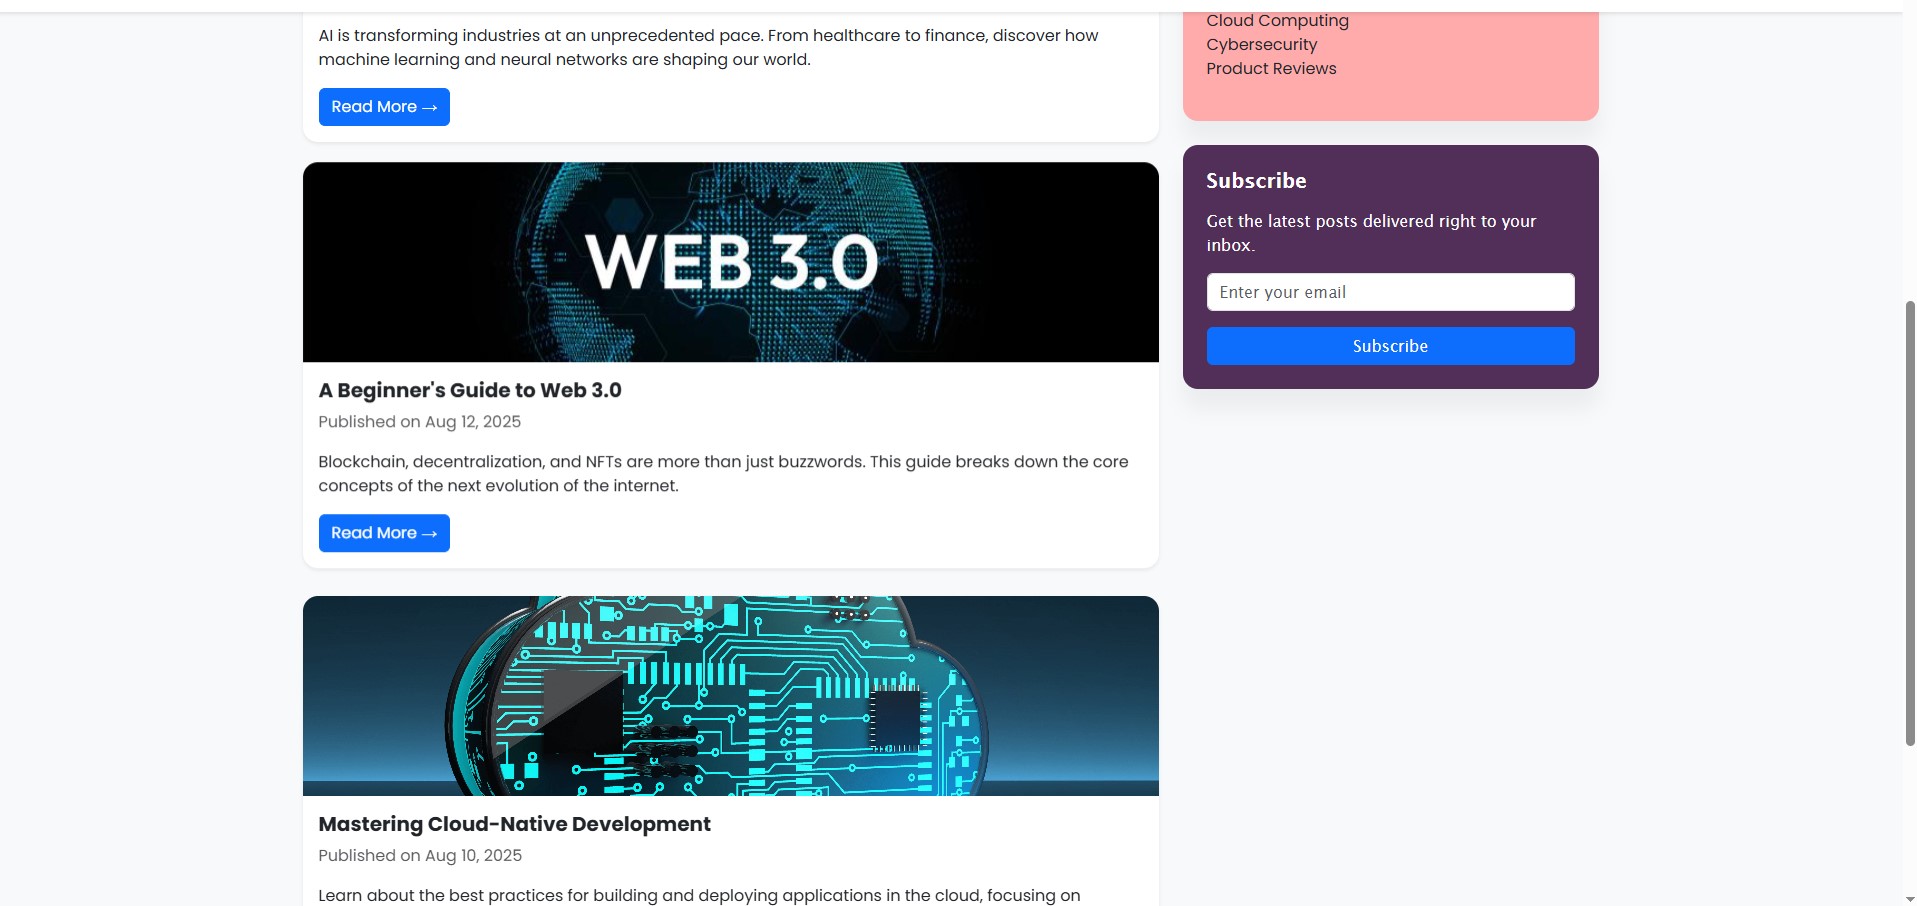 AI is transforming industries at an unprecedented pace. From healthcare to finance, discover how
machine learning and neural networks are shaping our world.
Read More →
WEB 3.0
A Beginner's Guide to Web 3.0
Published on Aug 12, 2025
Blockchain, decentralization, and NFTs are more than just buzzwords. This guide breaks down the core
concepts of the next evolution of the internet.
Read More →
Mastering Cloud-Native Development
Published on Aug 10, 2025
Learn about the best practices for building and deploying applications in the cloud, focusing on
Cloud Computing
Cybersecurity
Product Reviews
Subscribe
Get the latest posts delivered right to your
inbox.
Enter your email
Subscribe